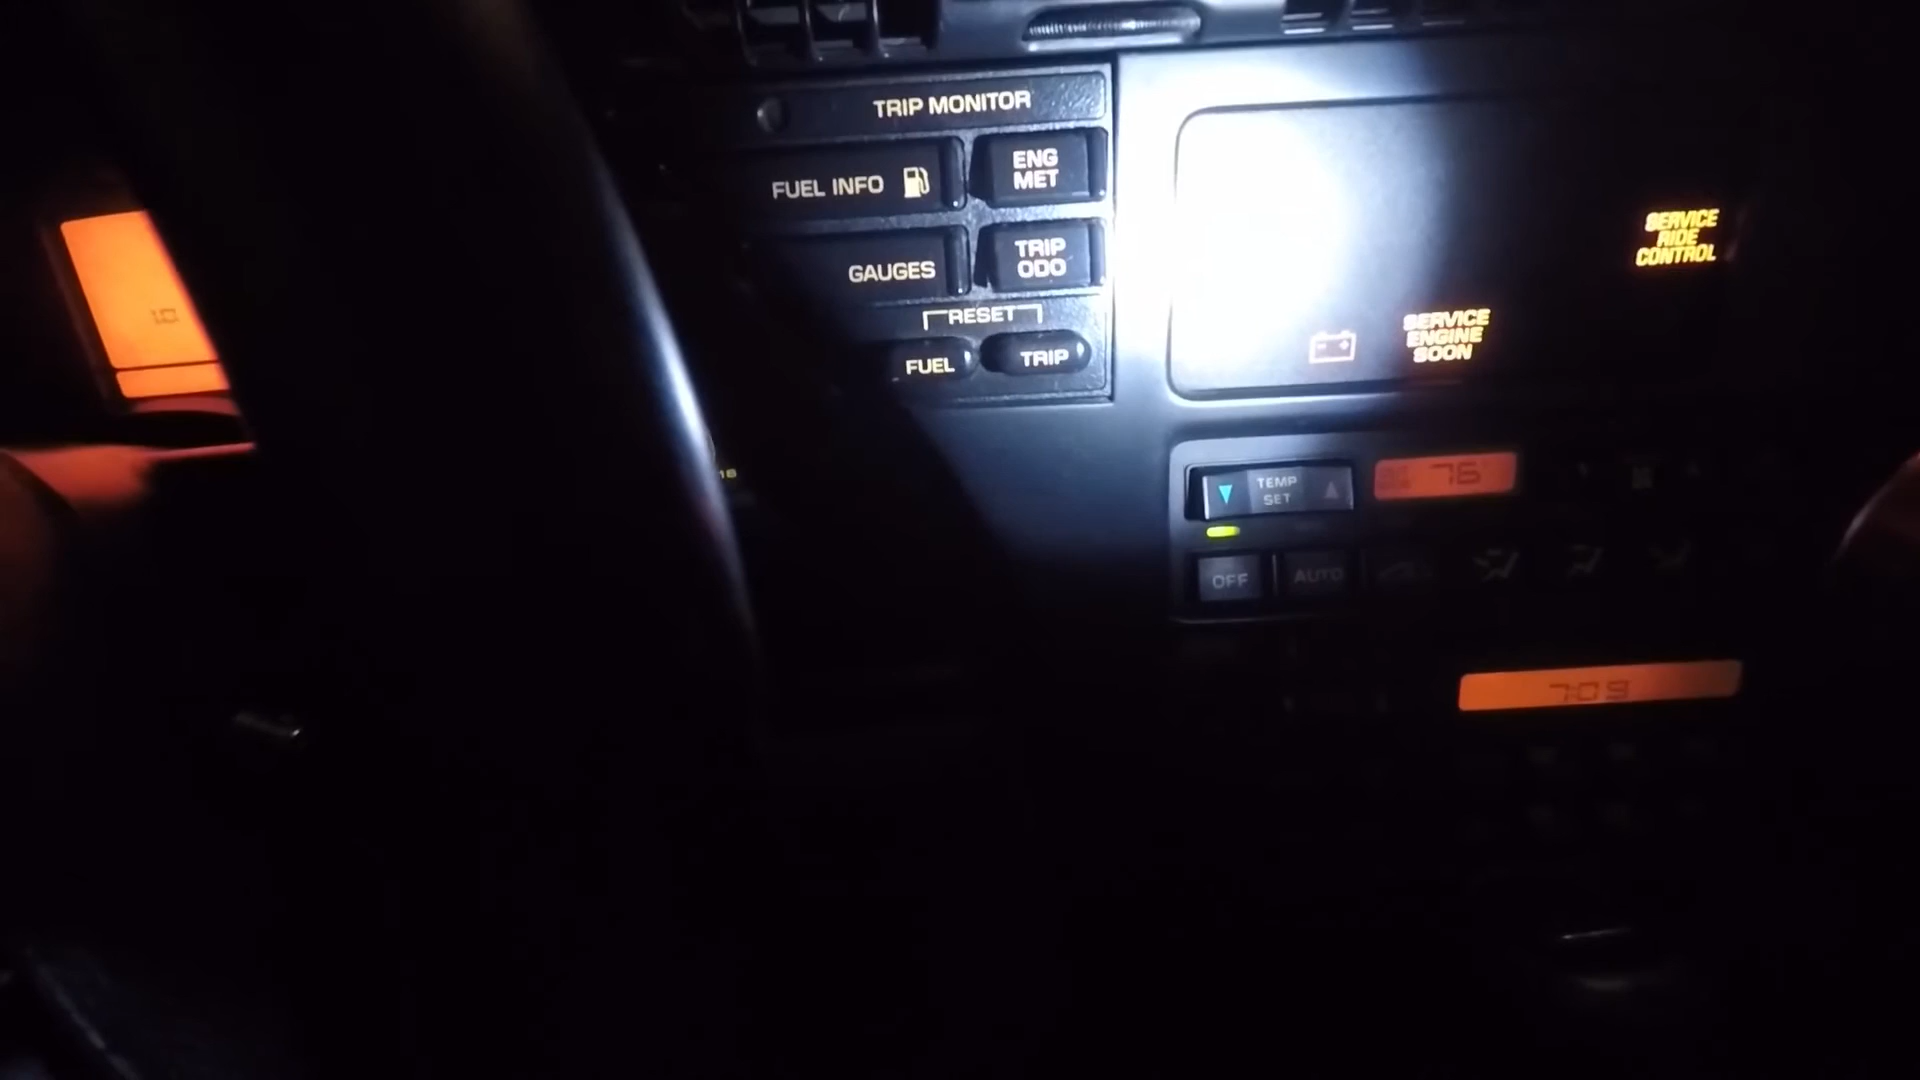 TRIP MONITOR
FUEL INFO
ENG
MET
GAUGES
TRIP
ODO
RESET
FUEL
TRIP
SERVICE
RIDE
CONTROL
SERVICE
ENGINE
SOON
TEMP
SET
76
OFF
AUTO
7:09